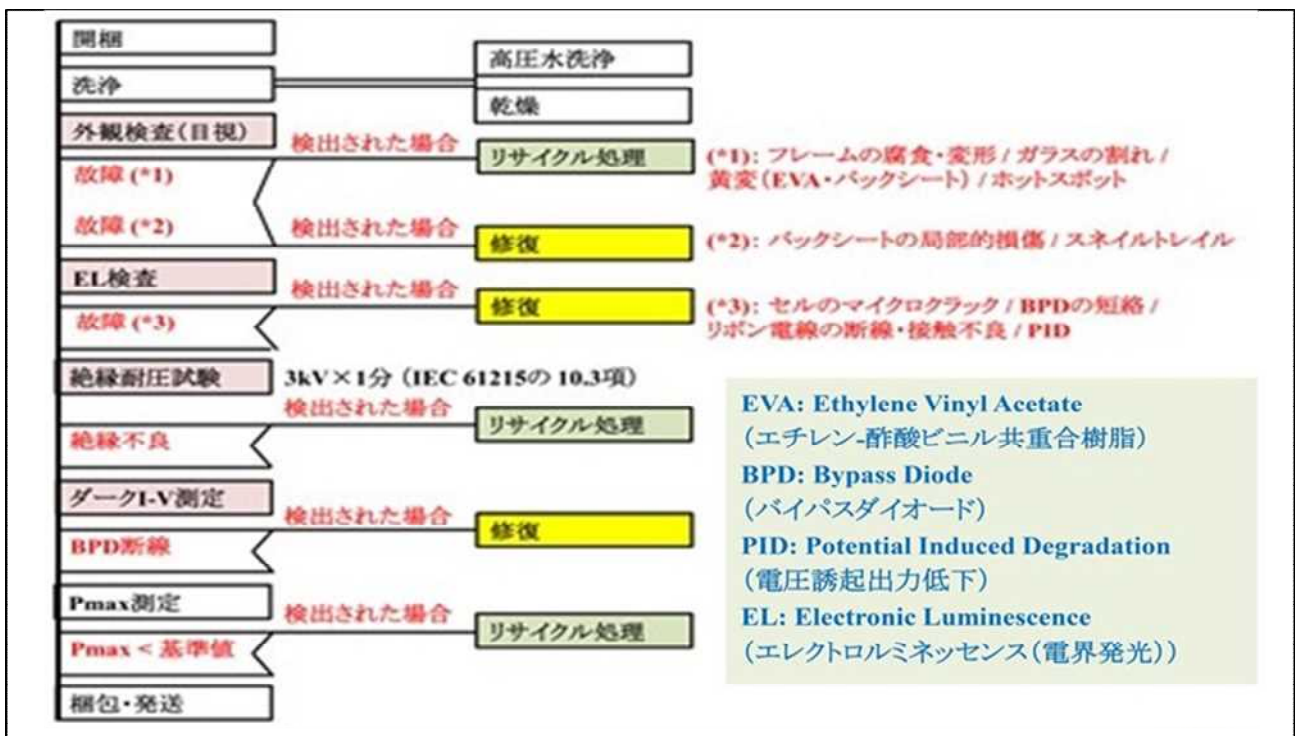 開梱
高圧水洗浄
洗浄
乾燥
外観検査(目視)
検出された場合
リサイクル処理
(*1): フレームの腐食・変形 / ガラスの割れ /
黄変(EVA・バックシート) / ホットスポット
故障 (*1)
故障 (*2)
検出された場合
修復
(*2): バックシートの局部的損傷 / スネイルトレイル
EL検査
検出された場合
修復
(*3): セルのマイクロクラック / BPDの短絡 /
リボン電線の断線・接触不良 / PID
故障 (*3)
絶縁耐圧試験
3kV×1分 (IEC 61215の 10.3項)
検出された場合
リサイクル処理
絶縁不良
ダークI-V測定
検出された場合
修復
BPD断線
Pmax測定
検出された場合
リサイクル処理
Pmax < 基準値
梱包・発送
EVA: Ethylene Vinyl Acetate
(エチレン-酢酸ビニル共重合樹脂)
BPD: Bypass Diode
(バイパスダイオード)
PID: Potential Induced Degradation
(電圧誘起出力低下)
EL: Electronic Luminescence
(エレクトロルミネッセンス(電界発光))